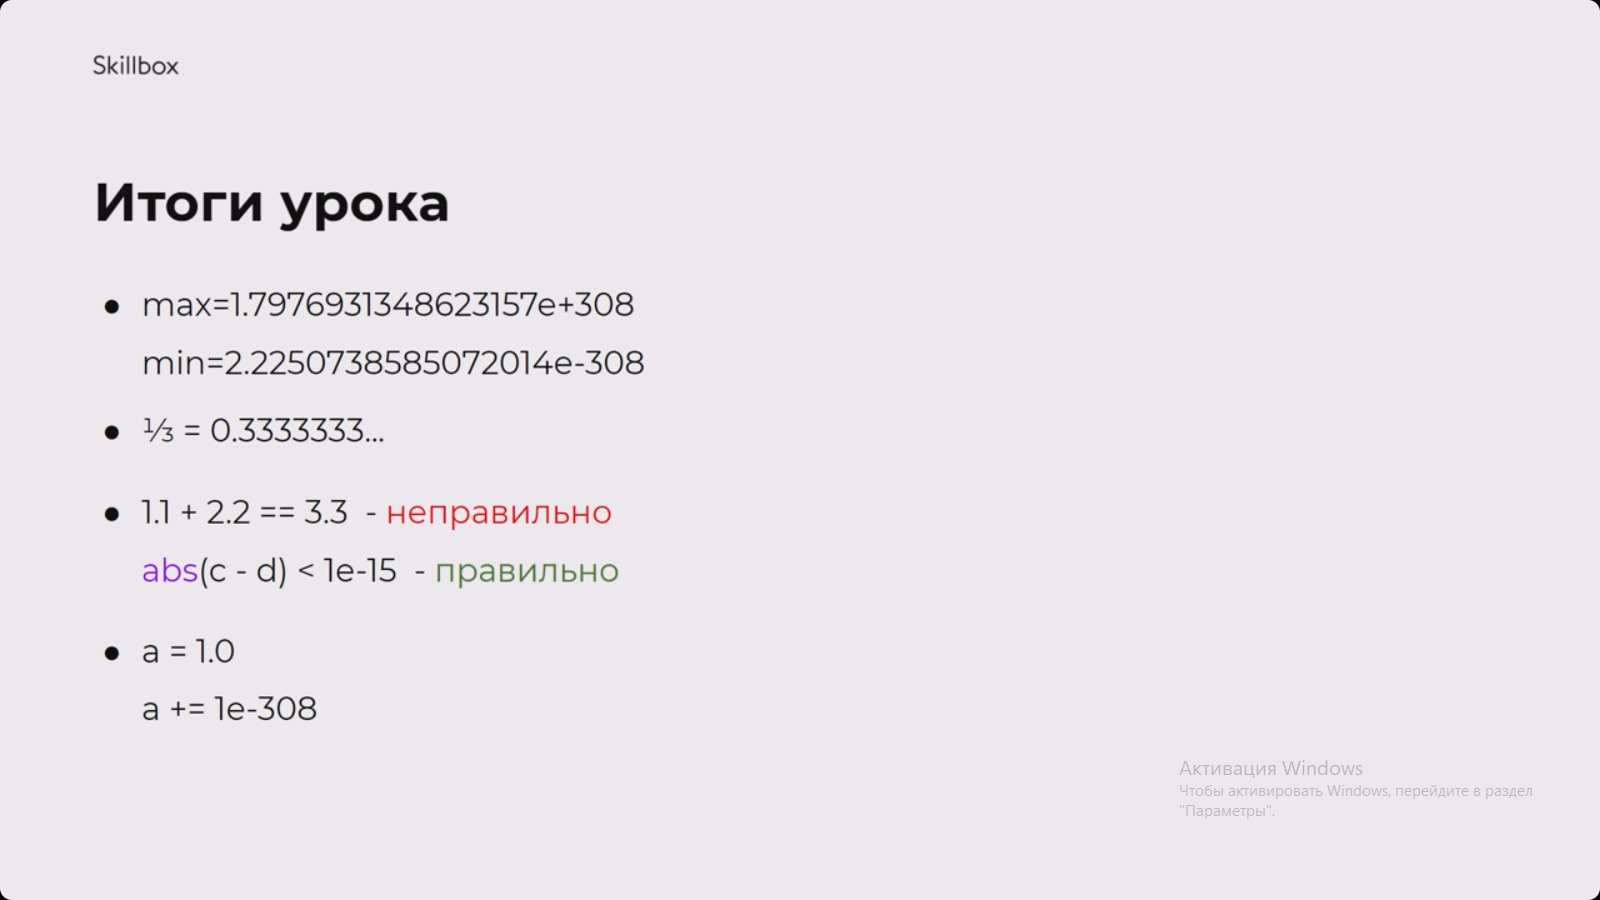 Skillbox
Итоги урока
● max=1.7976931348623157e+308
min=2.2250738585072014e-308
● ⅓ = 0.3333333...
● 1.1 + 2.2 == 3.3 - неправильно
abs(c - d) < 1e-15 - правильно
● a = 1.0
a += 1e-308
Активация Windows
Чтобы активировать Windows, перейдите в раздел
"Параметры".